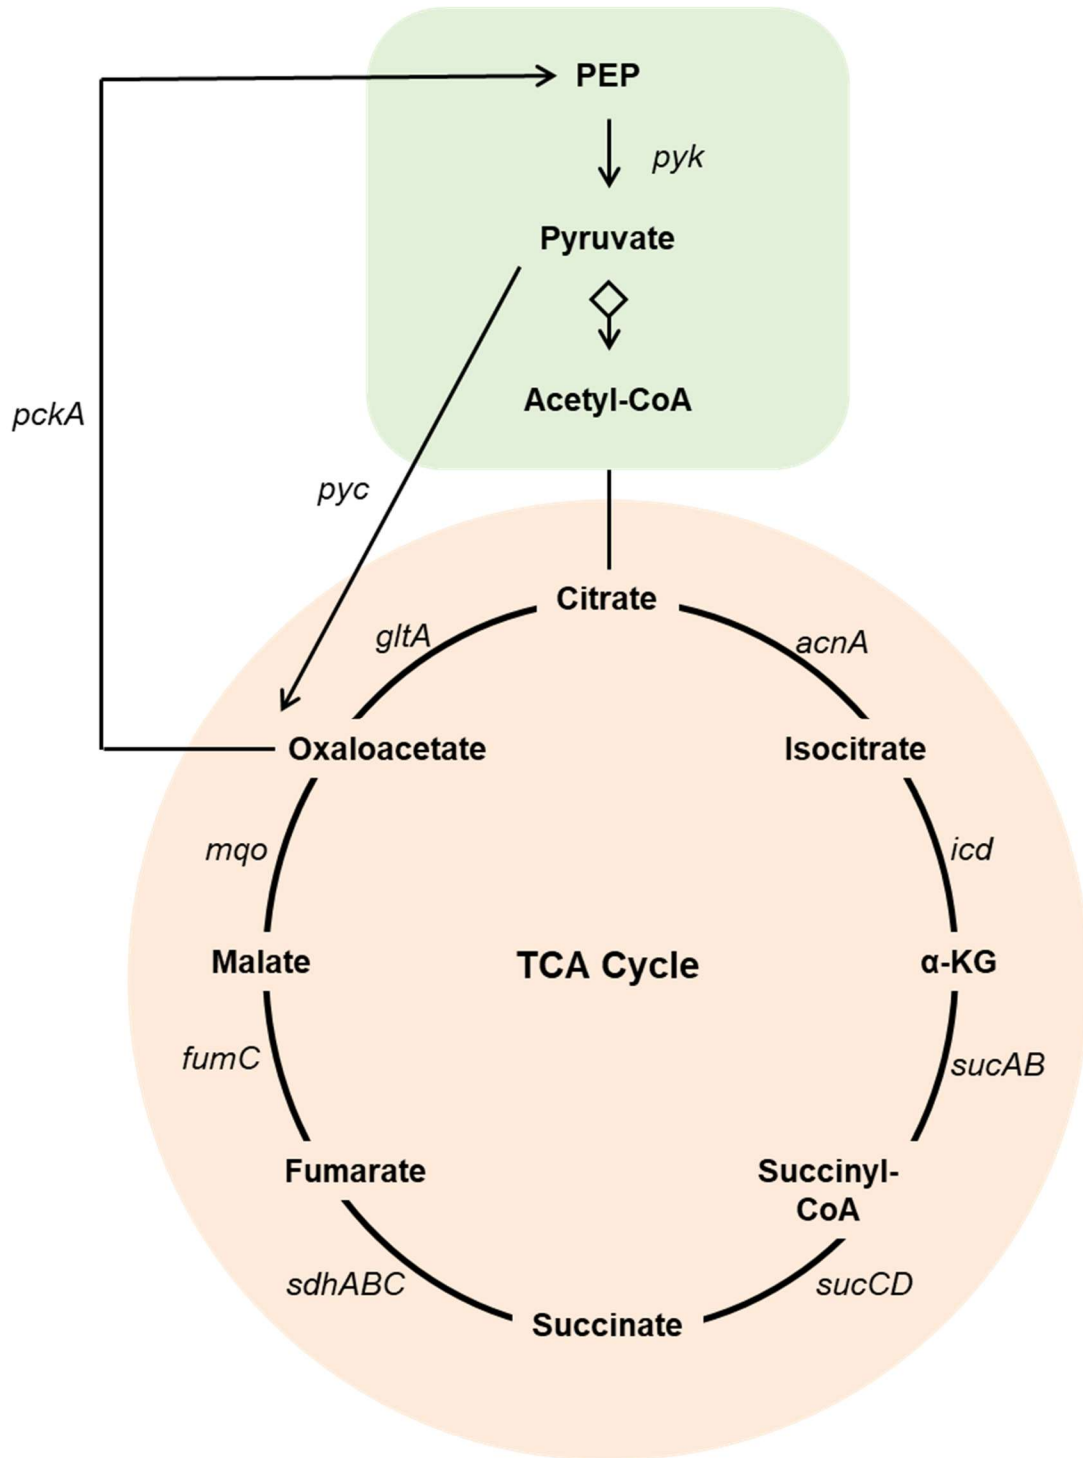 PEP
pyk
Pyruvate
Acetyl-CoA
pckA
pyc
Citrate
gltA
acnA
Oxaloacetate
Isocitrate
mqo
icd
Malate
TCA Cycle
α-KG
fumC
sucAB
Fumarate
Succinyl-
CoA
sdhABC
sucCD
Succinate